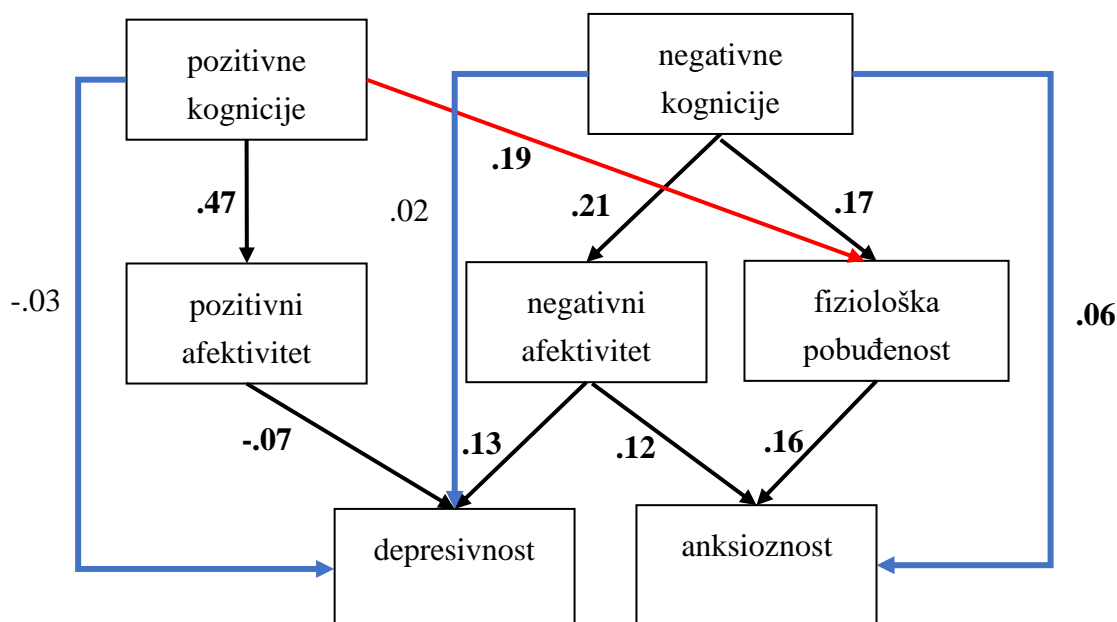 pozitivne
kognicije
negativne
kognicije
.19
.47
.02
.21
.17
-.03
pozitivni
afektivitet
negativni
afektivitet
fiziološka
pobuđenost
.06
-.07
.13
.12
.16
depresivnost
anksioznost